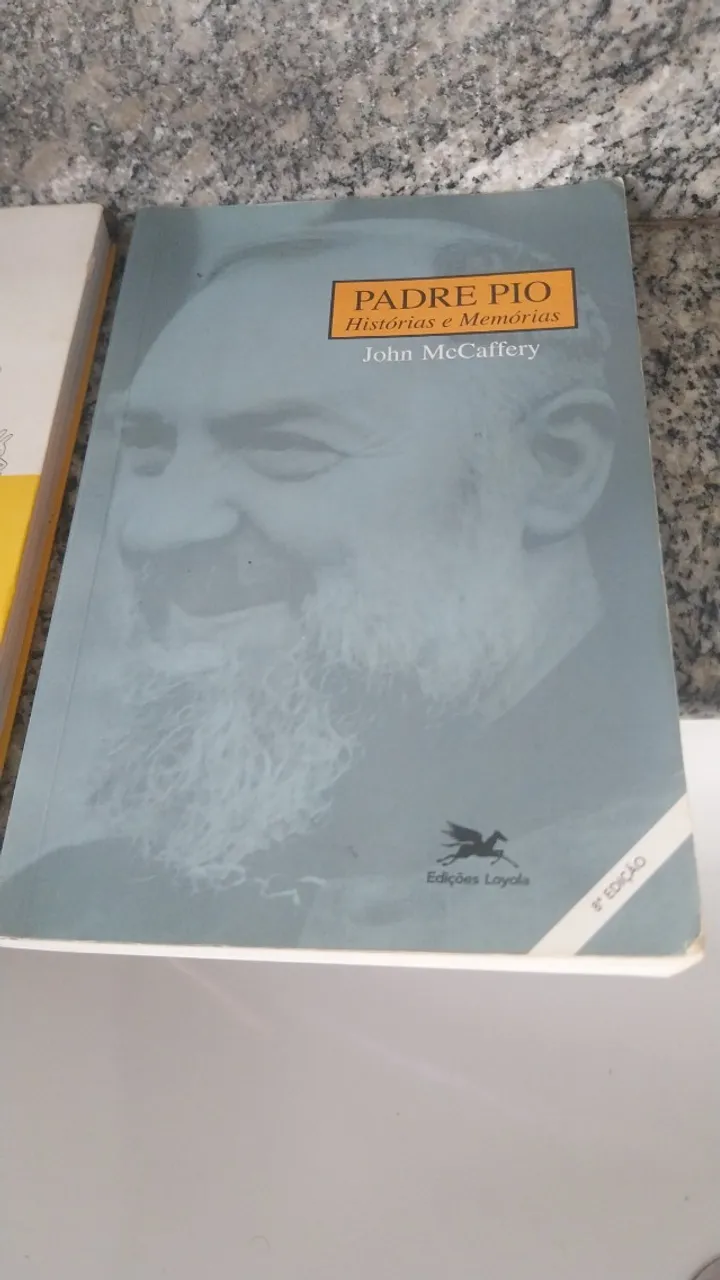 PADRE PIO
Histórias e Memórias
John McCaffery
Edições Loyola
8ª EDIÇÃO